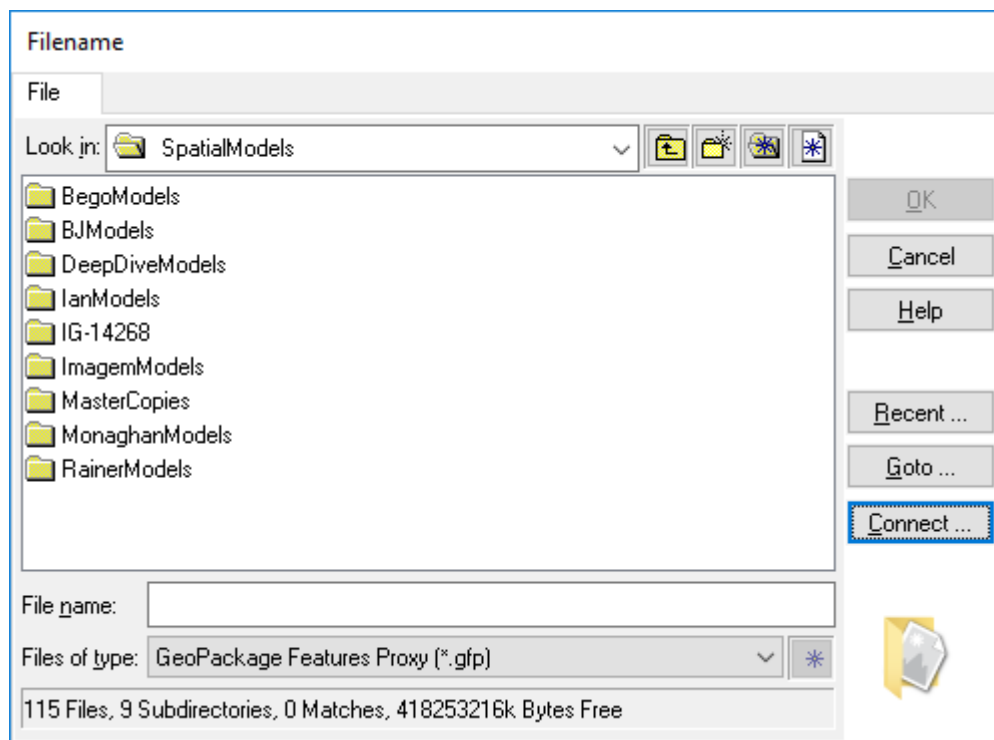 Filename
File
Look in: SpatialModels
BegoModels
BJModels
DeepDiveModels
IanModels
IG-14268
ImagemModels
MasterCopies
MonaghanModels
RainerModels
OK
Cancel
Help
Recent ...
Goto ...
Connect ...
File name:
Files of type: GeoPackage Features Proxy (*.gfp)
115 Files, 9 Subdirectories, 0 Matches, 418253216k Bytes Free